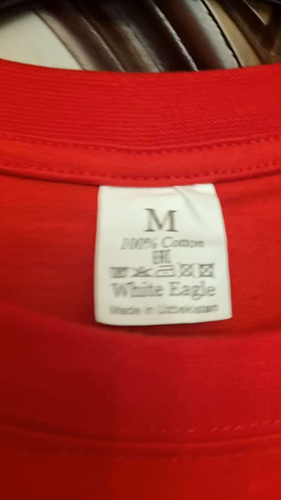 M
100% Cotton
EAC
White Eagle
Made in Uzbekistan